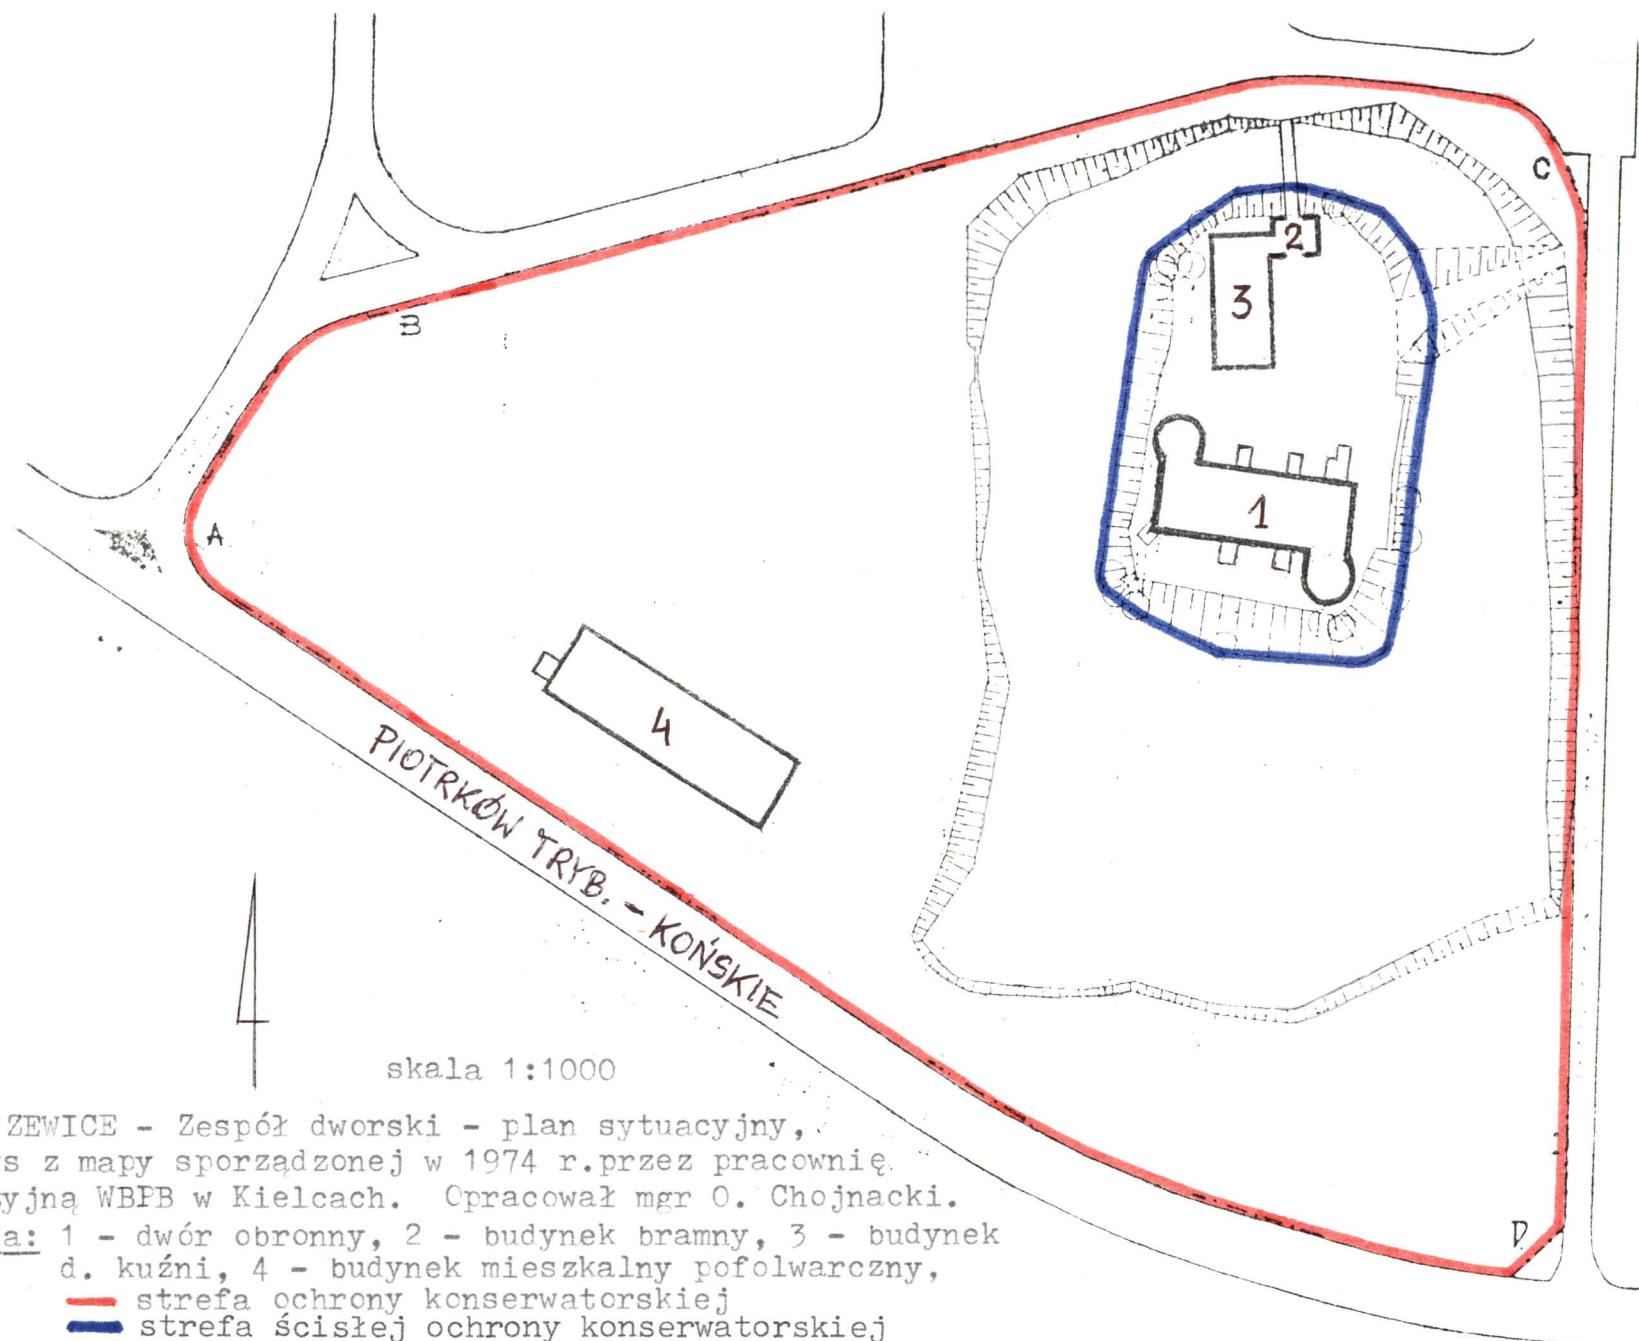 C
2
B
3
1
A
4
PIOTRKÓW TRYB. - KOŃSKIE
skala 1:1000
ZEWICE - Zespół dworski - plan sytuacyjny,
s z mapy sporządzonej w 1974 r.przez pracownię
yjną WBPB w Kielcach. Opracował mgr O. Chojnacki.
a: 1 - dwór obronny, 2 - budynek bramny, 3 - budynek
d. kuźni, 4 - budynek mieszkalny pofolwarczny,
strefa ochrony konserwatorskiej
strefa ścisłej ochrony konserwatorskiej
D